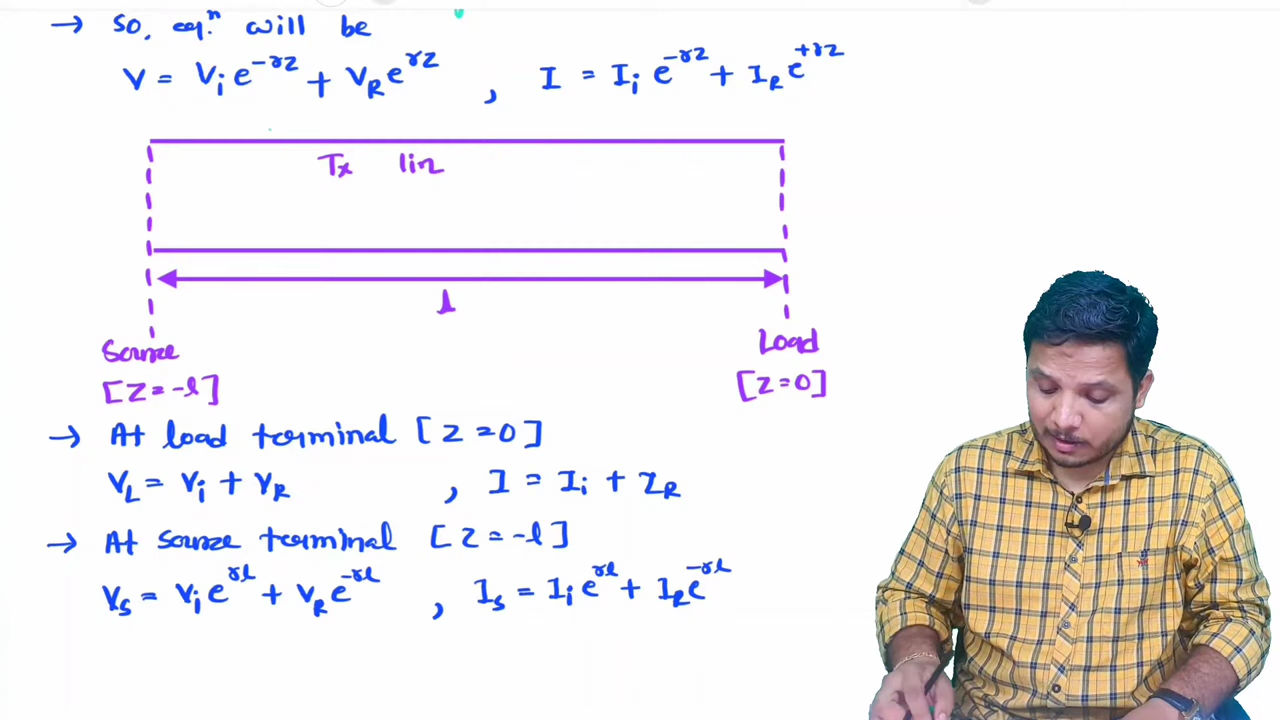 → So, eqⁿ. will be
V = Vᵢ e^{-γz} + V_R e^{γz} , I = Iᵢ e^{-γz} + I_R e^{+γz}
Tx lin
l
Source Load
[Z = -l] [Z = 0]
→ At load terminal [Z = 0]
V_L = Vᵢ + V_R , I = Iᵢ + I_R
→ At source terminal [Z = -l]
V_S = Vᵢ e^{γl} + V_R e^{-γl} , I_S = Iᵢ e^{γl} + I_R e^{-γl}